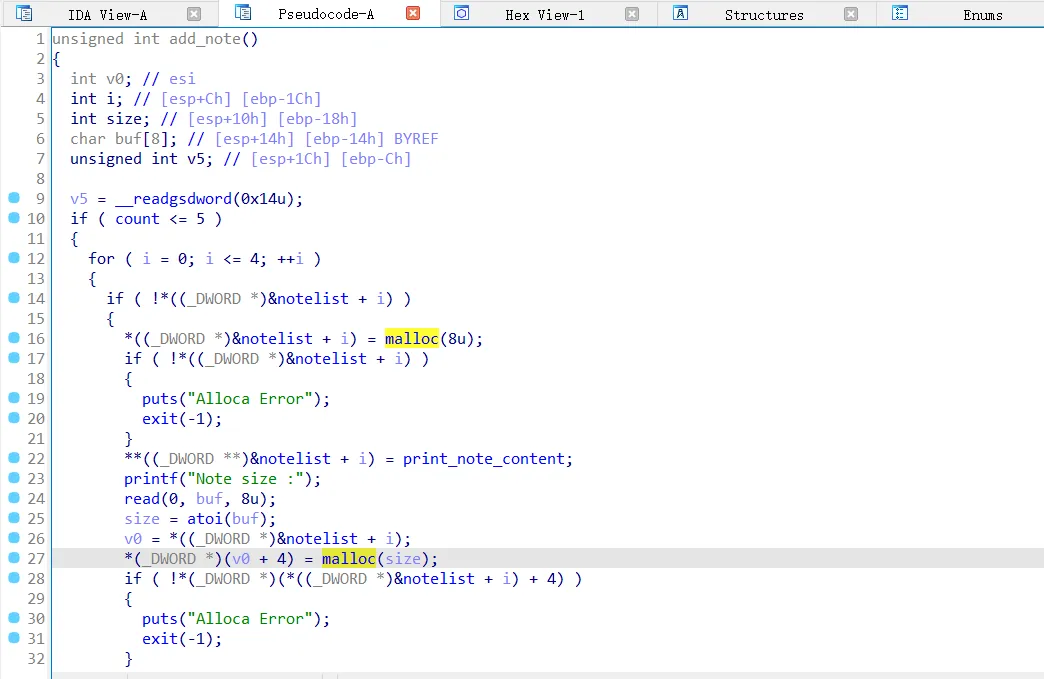 IDA View-A Pseudocode-A Hex View-1 Structures Enums
1 unsigned int add_note()
2 {
3   int v0; // esi
4   int i; // [esp+Ch] [ebp-1Ch]
5   int size; // [esp+10h] [ebp-18h]
6   char buf[8]; // [esp+14h] [ebp-14h] BYREF
7   unsigned int v5; // [esp+1Ch] [ebp-Ch]
8
9   v5 = __readgsdword(0x14u);
10   if ( count <= 5 )
11   {
12     for ( i = 0; i <= 4; ++i )
13     {
14       if ( !*((_DWORD *)&notelist + i) )
15       {
16         *((_DWORD *)&notelist + i) = malloc(8u);
17         if ( !*((_DWORD *)&notelist + i) )
18         {
19           puts("Alloca Error");
20           exit(-1);
21         }
22         **((_DWORD **)&notelist + i) = print_note_content;
23         printf("Note size :");
24         read(0, buf, 8u);
25         size = atoi(buf);
26         v0 = *((_DWORD *)&notelist + i);
27         *(_DWORD *)(v0 + 4) = malloc(size);
28         if ( !*(_DWORD *)(*((_DWORD *)&notelist + i) + 4) )
29         {
30           puts("Alloca Error");
31           exit(-1);
32         }